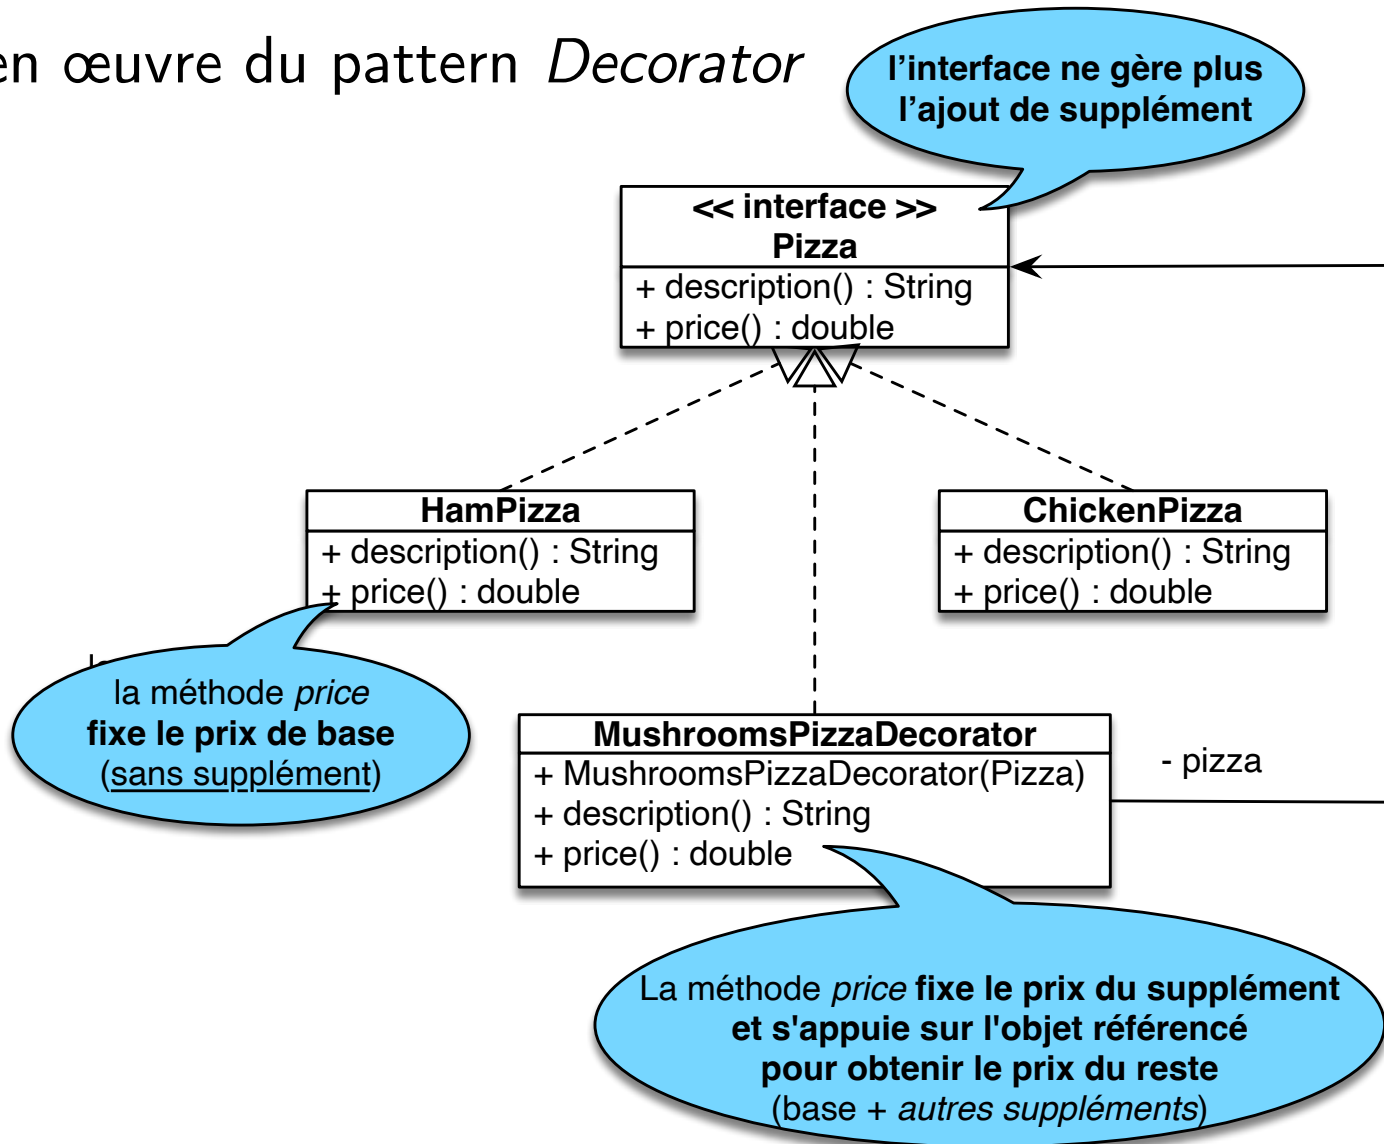 en œuvre du pattern Decorator
l'interface ne gère plus
l'ajout de supplément
<< interface >>
Pizza
+ description() : String
+ price() : double
HamPizza
+ description() : String
+ price() : double
ChickenPizza
+ description() : String
+ price() : double
la méthode price
fixe le prix de base
(sans supplément)
MushroomsPizzaDecorator
+ MushroomsPizzaDecorator(Pizza)
+ description() : String
+ price() : double
- pizza
La méthode price fixe le prix du supplément
et s'appuie sur l'objet référencé
pour obtenir le prix du reste
(base + autres suppléments)